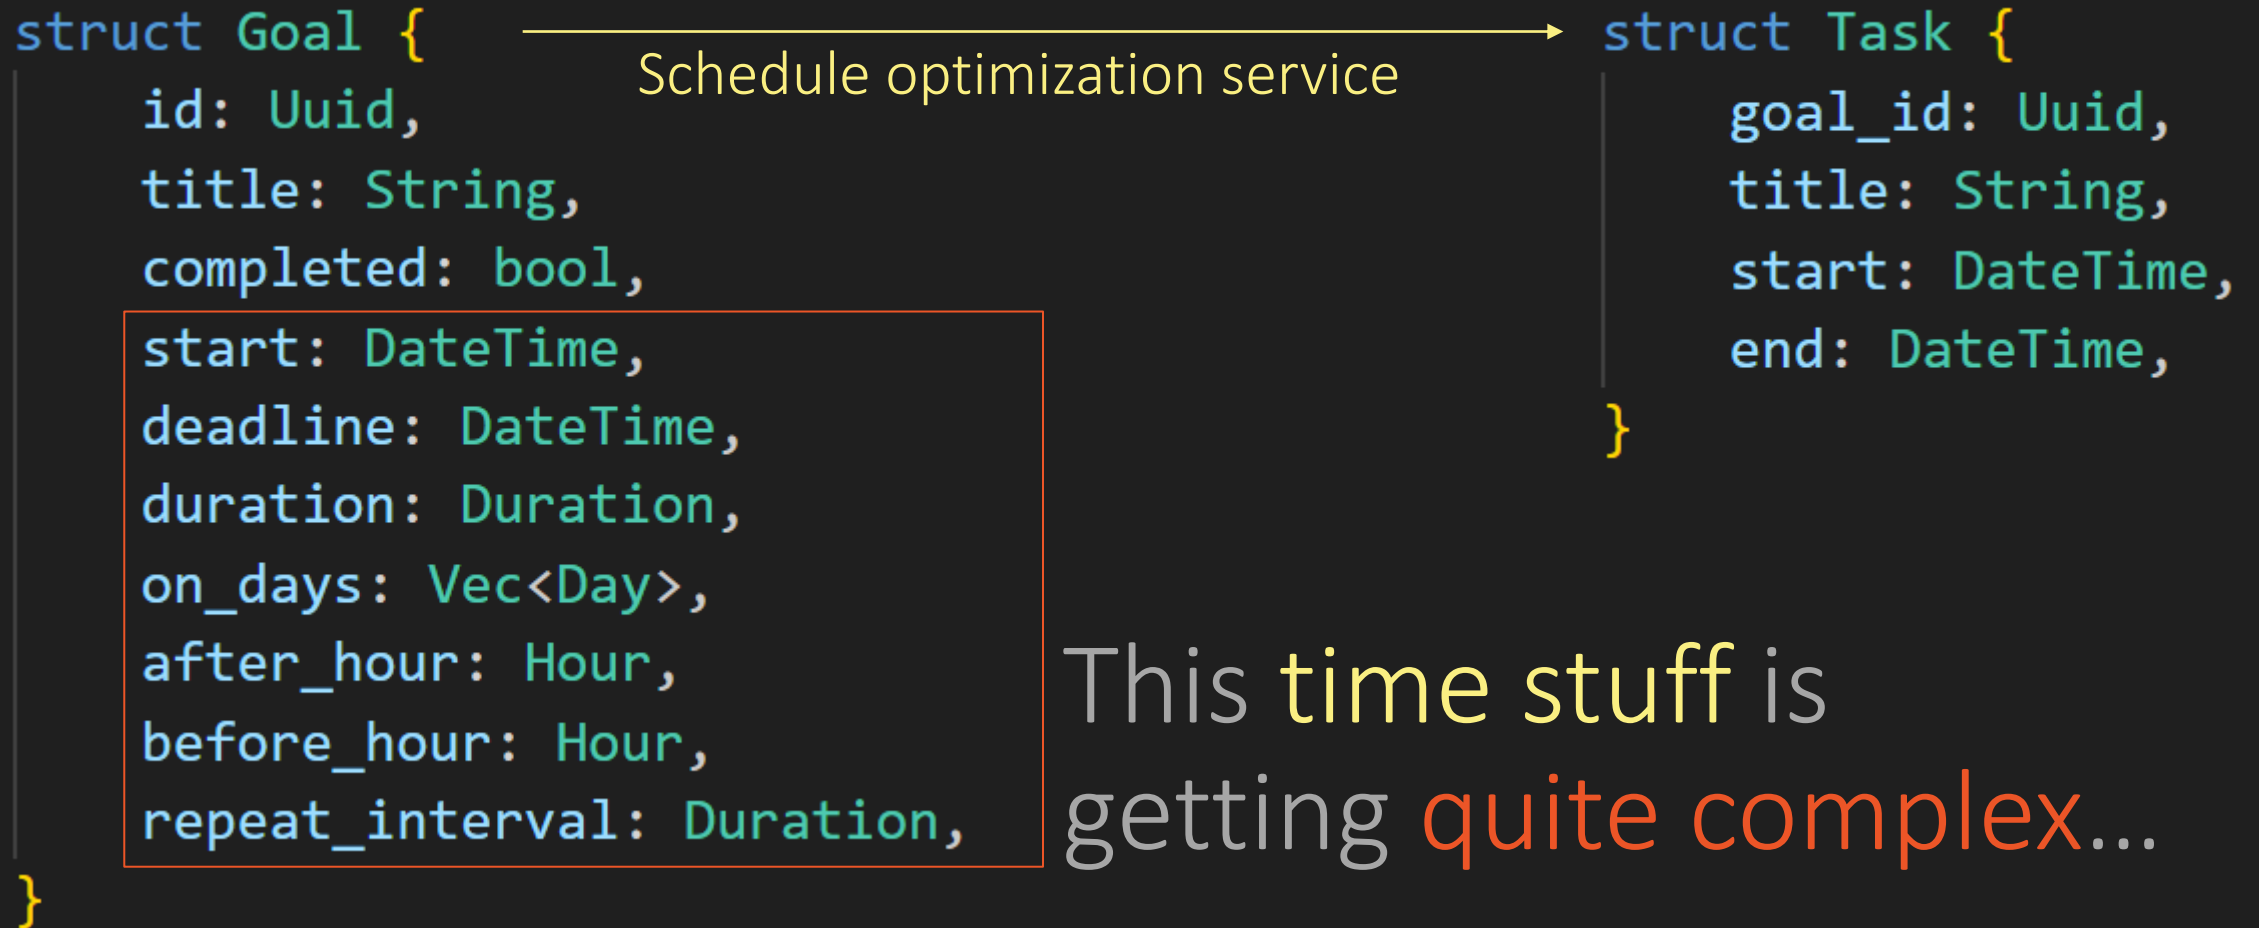 struct Goal {
id: Uuid,
title: String,
completed: bool,
start: DateTime,
deadline: DateTime,
duration: Duration,
on_days: Vec<Day>,
after_hour: Hour,
before_hour: Hour,
repeat_interval: Duration,
}
Schedule optimization service
struct Task {
goal_id: Uuid,
title: String,
start: DateTime,
end: DateTime,
}
This time stuff is
getting quite complex...